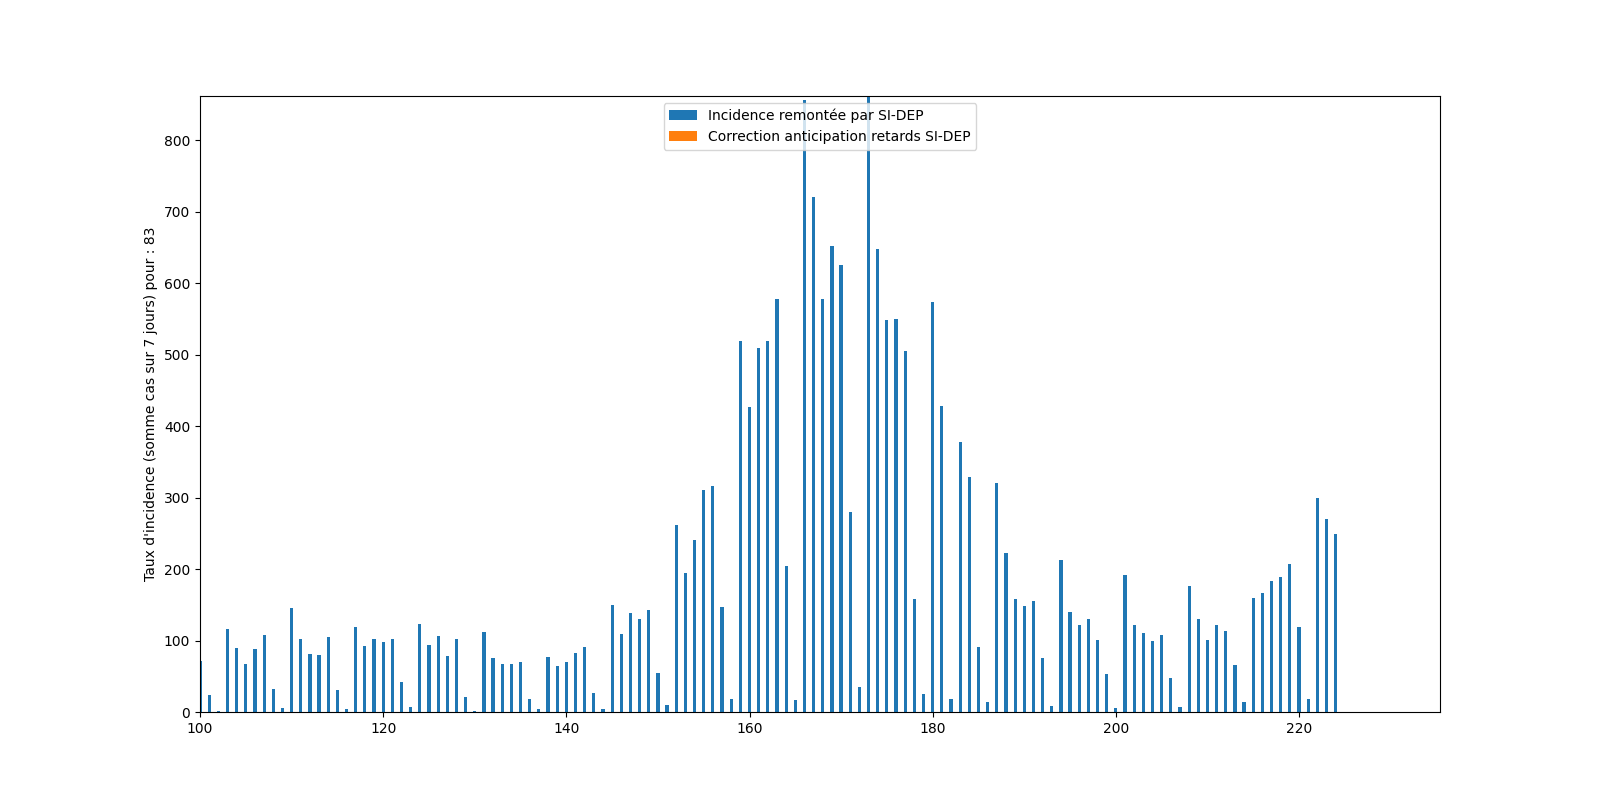 Incidence remontée par SI-DEP
Correction anticipation retards SI-DEP
Taux d'incidence (somme cas sur 7 jours) pour : 83
800
700
600
500
400
300
200
100
0
100 120 140 160 180 200 220